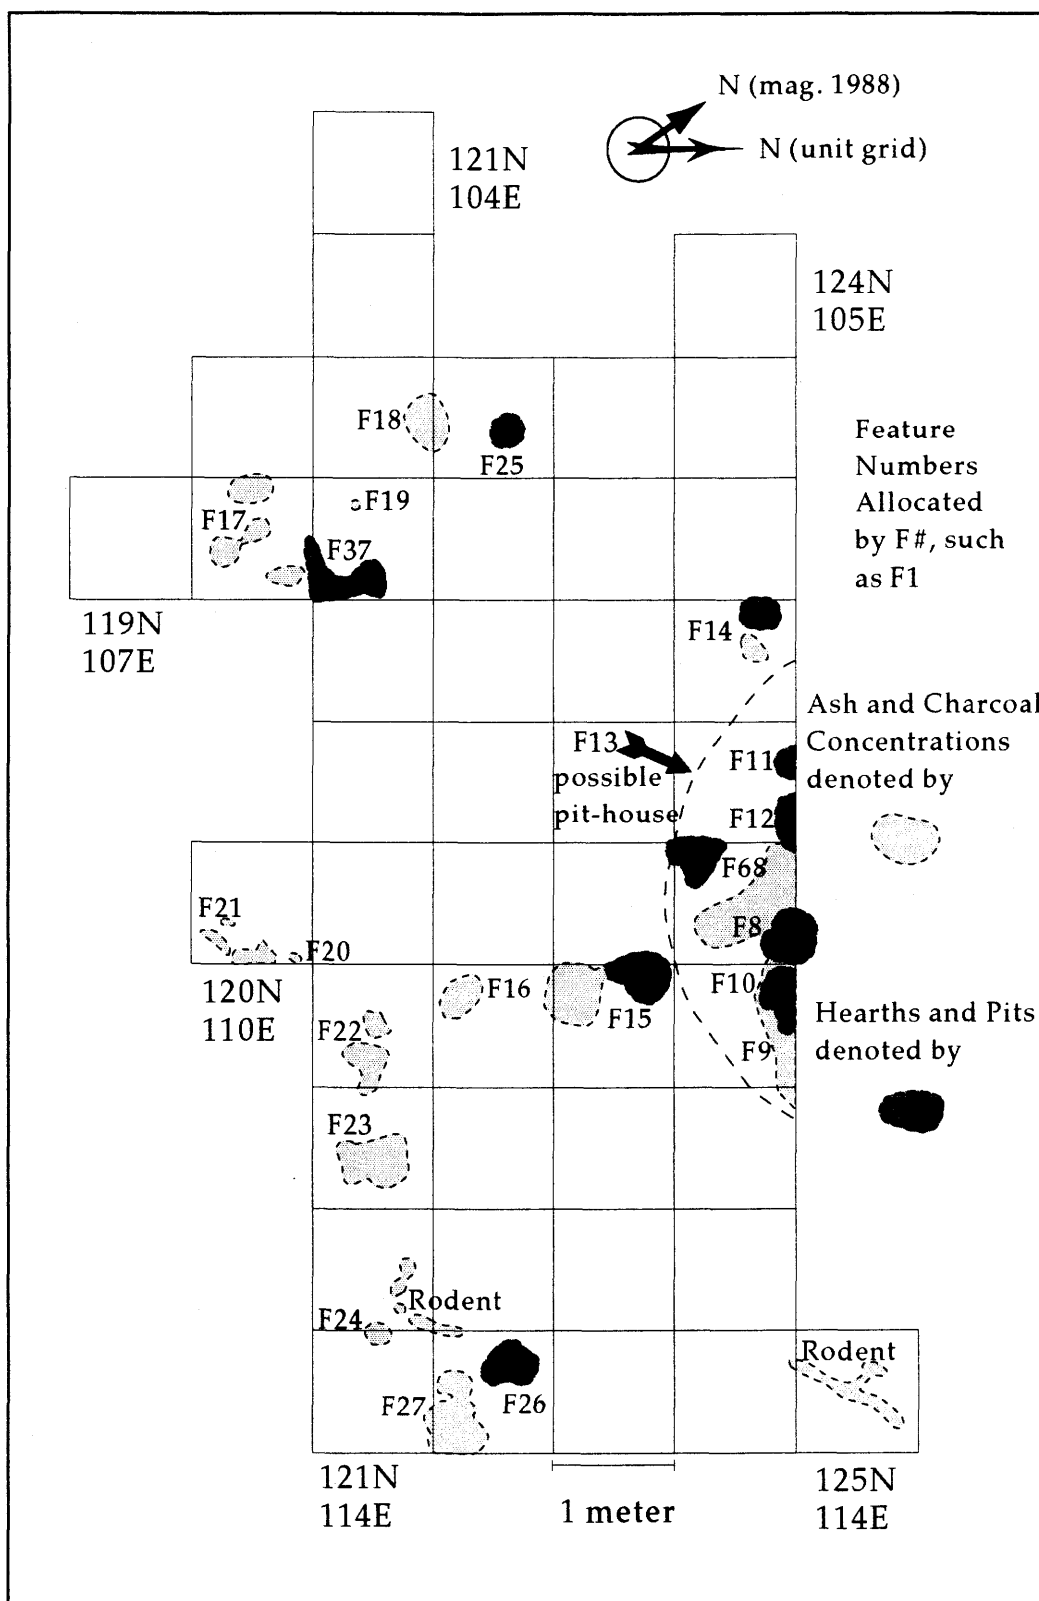 N (mag. 1988)
N (unit grid)
121N
104E
124N
105E
F18
F25
Feature
Numbers
Allocated
by F#, such
as F1
F19
F17
F37
119N
107E
F14
Ash and Charcoal
Concentrations
denoted by
F13
possible
pit-house
F11
F12
F68
F21
F8
F20
120N
110E
F16
F10
F15
Hearths and Pits
denoted by
F22
F9
F23
Rodent
F24
Rodent
F27
F26
121N
114E
1 meter
125N
114E